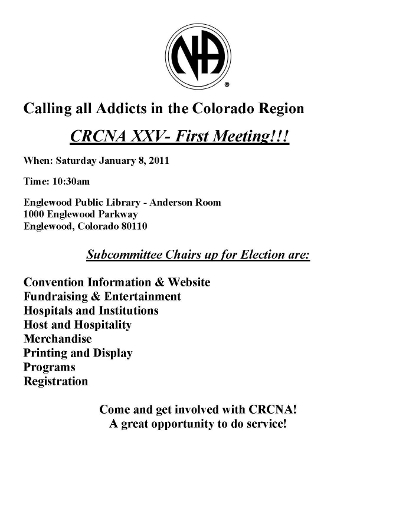 NA
®
Calling all Addicts in the Colorado Region
CRCNA XXV- First Meeting!!!
When: Saturday January 8, 2011
Time: 10:30am
Englewood Public Library - Anderson Room
1000 Englewood Parkway
Englewood, Colorado 80110
Subcommittee Chairs up for Election are:
Convention Information & Website
Fundraising & Entertainment
Hospitals and Institutions
Host and Hospitality
Merchandise
Printing and Display
Programs
Registration
Come and get involved with CRCNA!
A great opportunity to do service!